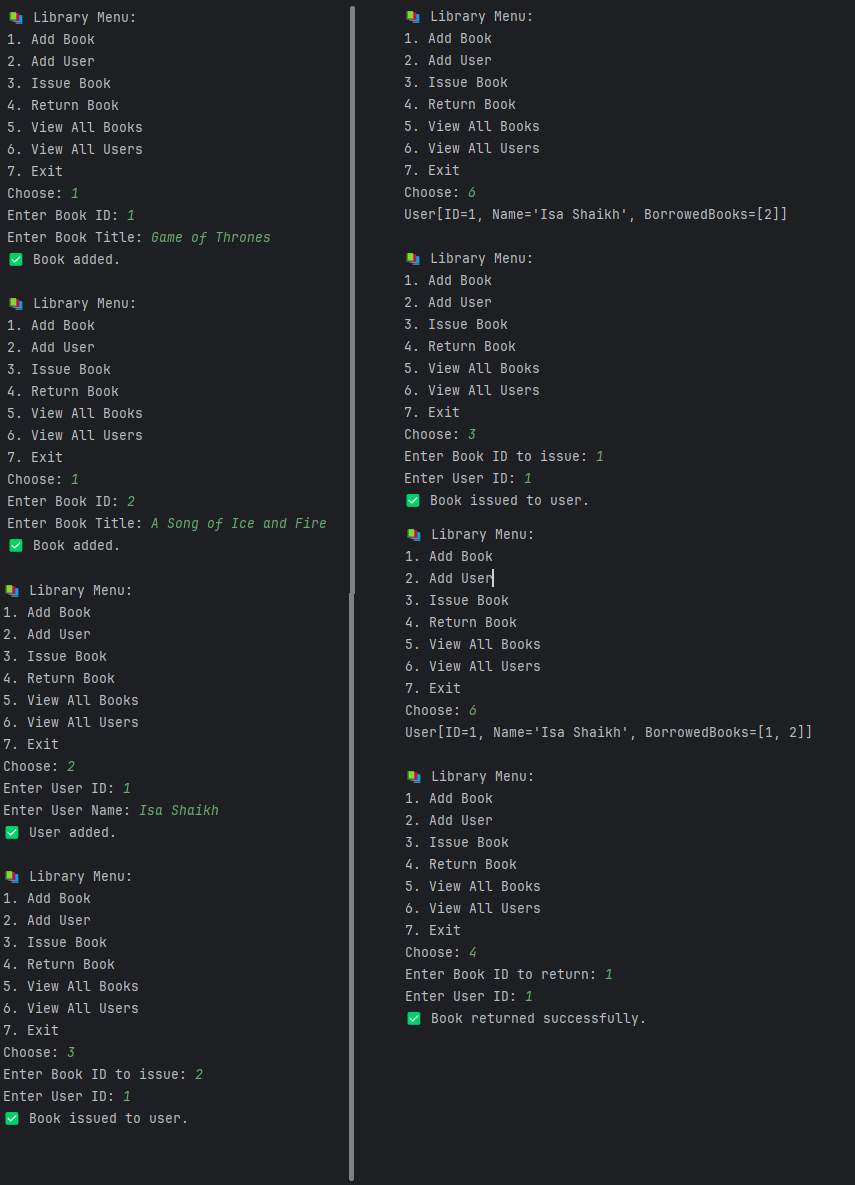 📚 Library Menu:
1. Add Book
2. Add User
3. Issue Book
4. Return Book
5. View All Books
6. View All Users
7. Exit
Choose: 1
Enter Book ID: 1
Enter Book Title: Game of Thrones
✅ Book added.

📚 Library Menu:
1. Add Book
2. Add User
3. Issue Book
4. Return Book
5. View All Books
6. View All Users
7. Exit
Choose: 1
Enter Book ID: 2
Enter Book Title: A Song of Ice and Fire
✅ Book added.

📚 Library Menu:
1. Add Book
2. Add User
3. Issue Book
4. Return Book
5. View All Books
6. View All Users
7. Exit
Choose: 2
Enter User ID: 1
Enter User Name: Isa Shaikh
✅ User added.

📚 Library Menu:
1. Add Book
2. Add User
3. Issue Book
4. Return Book
5. View All Books
6. View All Users
7. Exit
Choose: 3
Enter Book ID to issue: 2
Enter User ID: 1
✅ Book issued to user.

📚 Library Menu:
1. Add Book
2. Add User
3. Issue Book
4. Return Book
5. View All Books
6. View All Users
7. Exit
Choose: 6
User[ID=1, Name='Isa Shaikh', BorrowedBooks=[2]]

📚 Library Menu:
1. Add Book
2. Add User
3. Issue Book
4. Return Book
5. View All Books
6. View All Users
7. Exit
Choose: 3
Enter Book ID to issue: 1
Enter User ID: 1
✅ Book issued to user.

📚 Library Menu:
1. Add Book
2. Add User
3. Issue Book
4. Return Book
5. View All Books
6. View All Users
7. Exit
Choose: 6
User[ID=1, Name='Isa Shaikh', BorrowedBooks=[1, 2]]

📚 Library Menu:
1. Add Book
2. Add User
3. Issue Book
4. Return Book
5. View All Books
6. View All Users
7. Exit
Choose: 4
Enter Book ID to return: 1
Enter User ID: 1
✅ Book returned successfully.